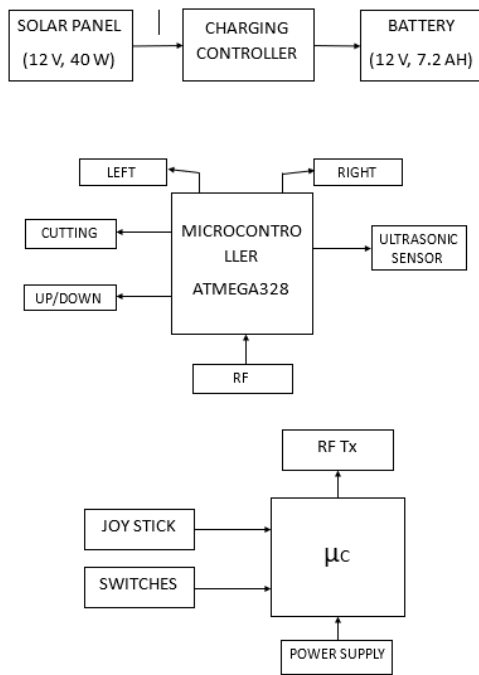 SOLAR PANEL
(12 V, 40 W)
CHARGING
CONTROLLER
BATTERY
(12 V, 7.2 AH)
LEFT
RIGHT
CUTTING
MICROCONTRO
LLER
ATMEGA328
ULTRASONIC
SENSOR
UP/DOWN
RF
RF Tx
JOY STICK
μc
SWITCHES
POWER SUPPLY